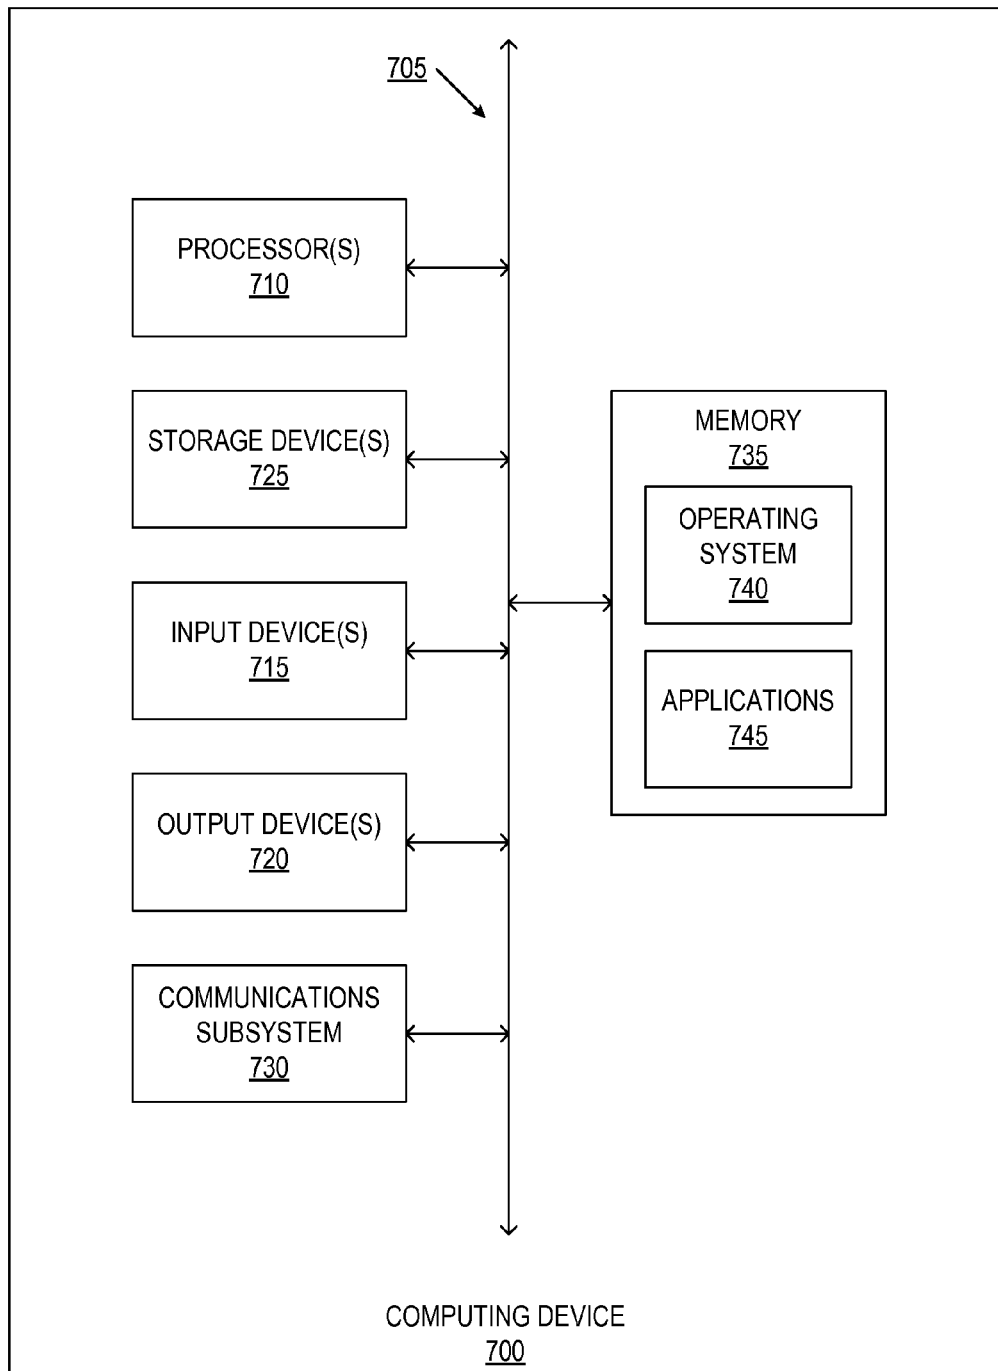 705
PROCESSOR(S)
710
STORAGE DEVICE(S)
725
INPUT DEVICE(S)
715
OUTPUT DEVICE(S)
720
COMMUNICATIONS
SUBSYSTEM
730
MEMORY
735
OPERATING
SYSTEM
740
APPLICATIONS
745
COMPUTING DEVICE
700